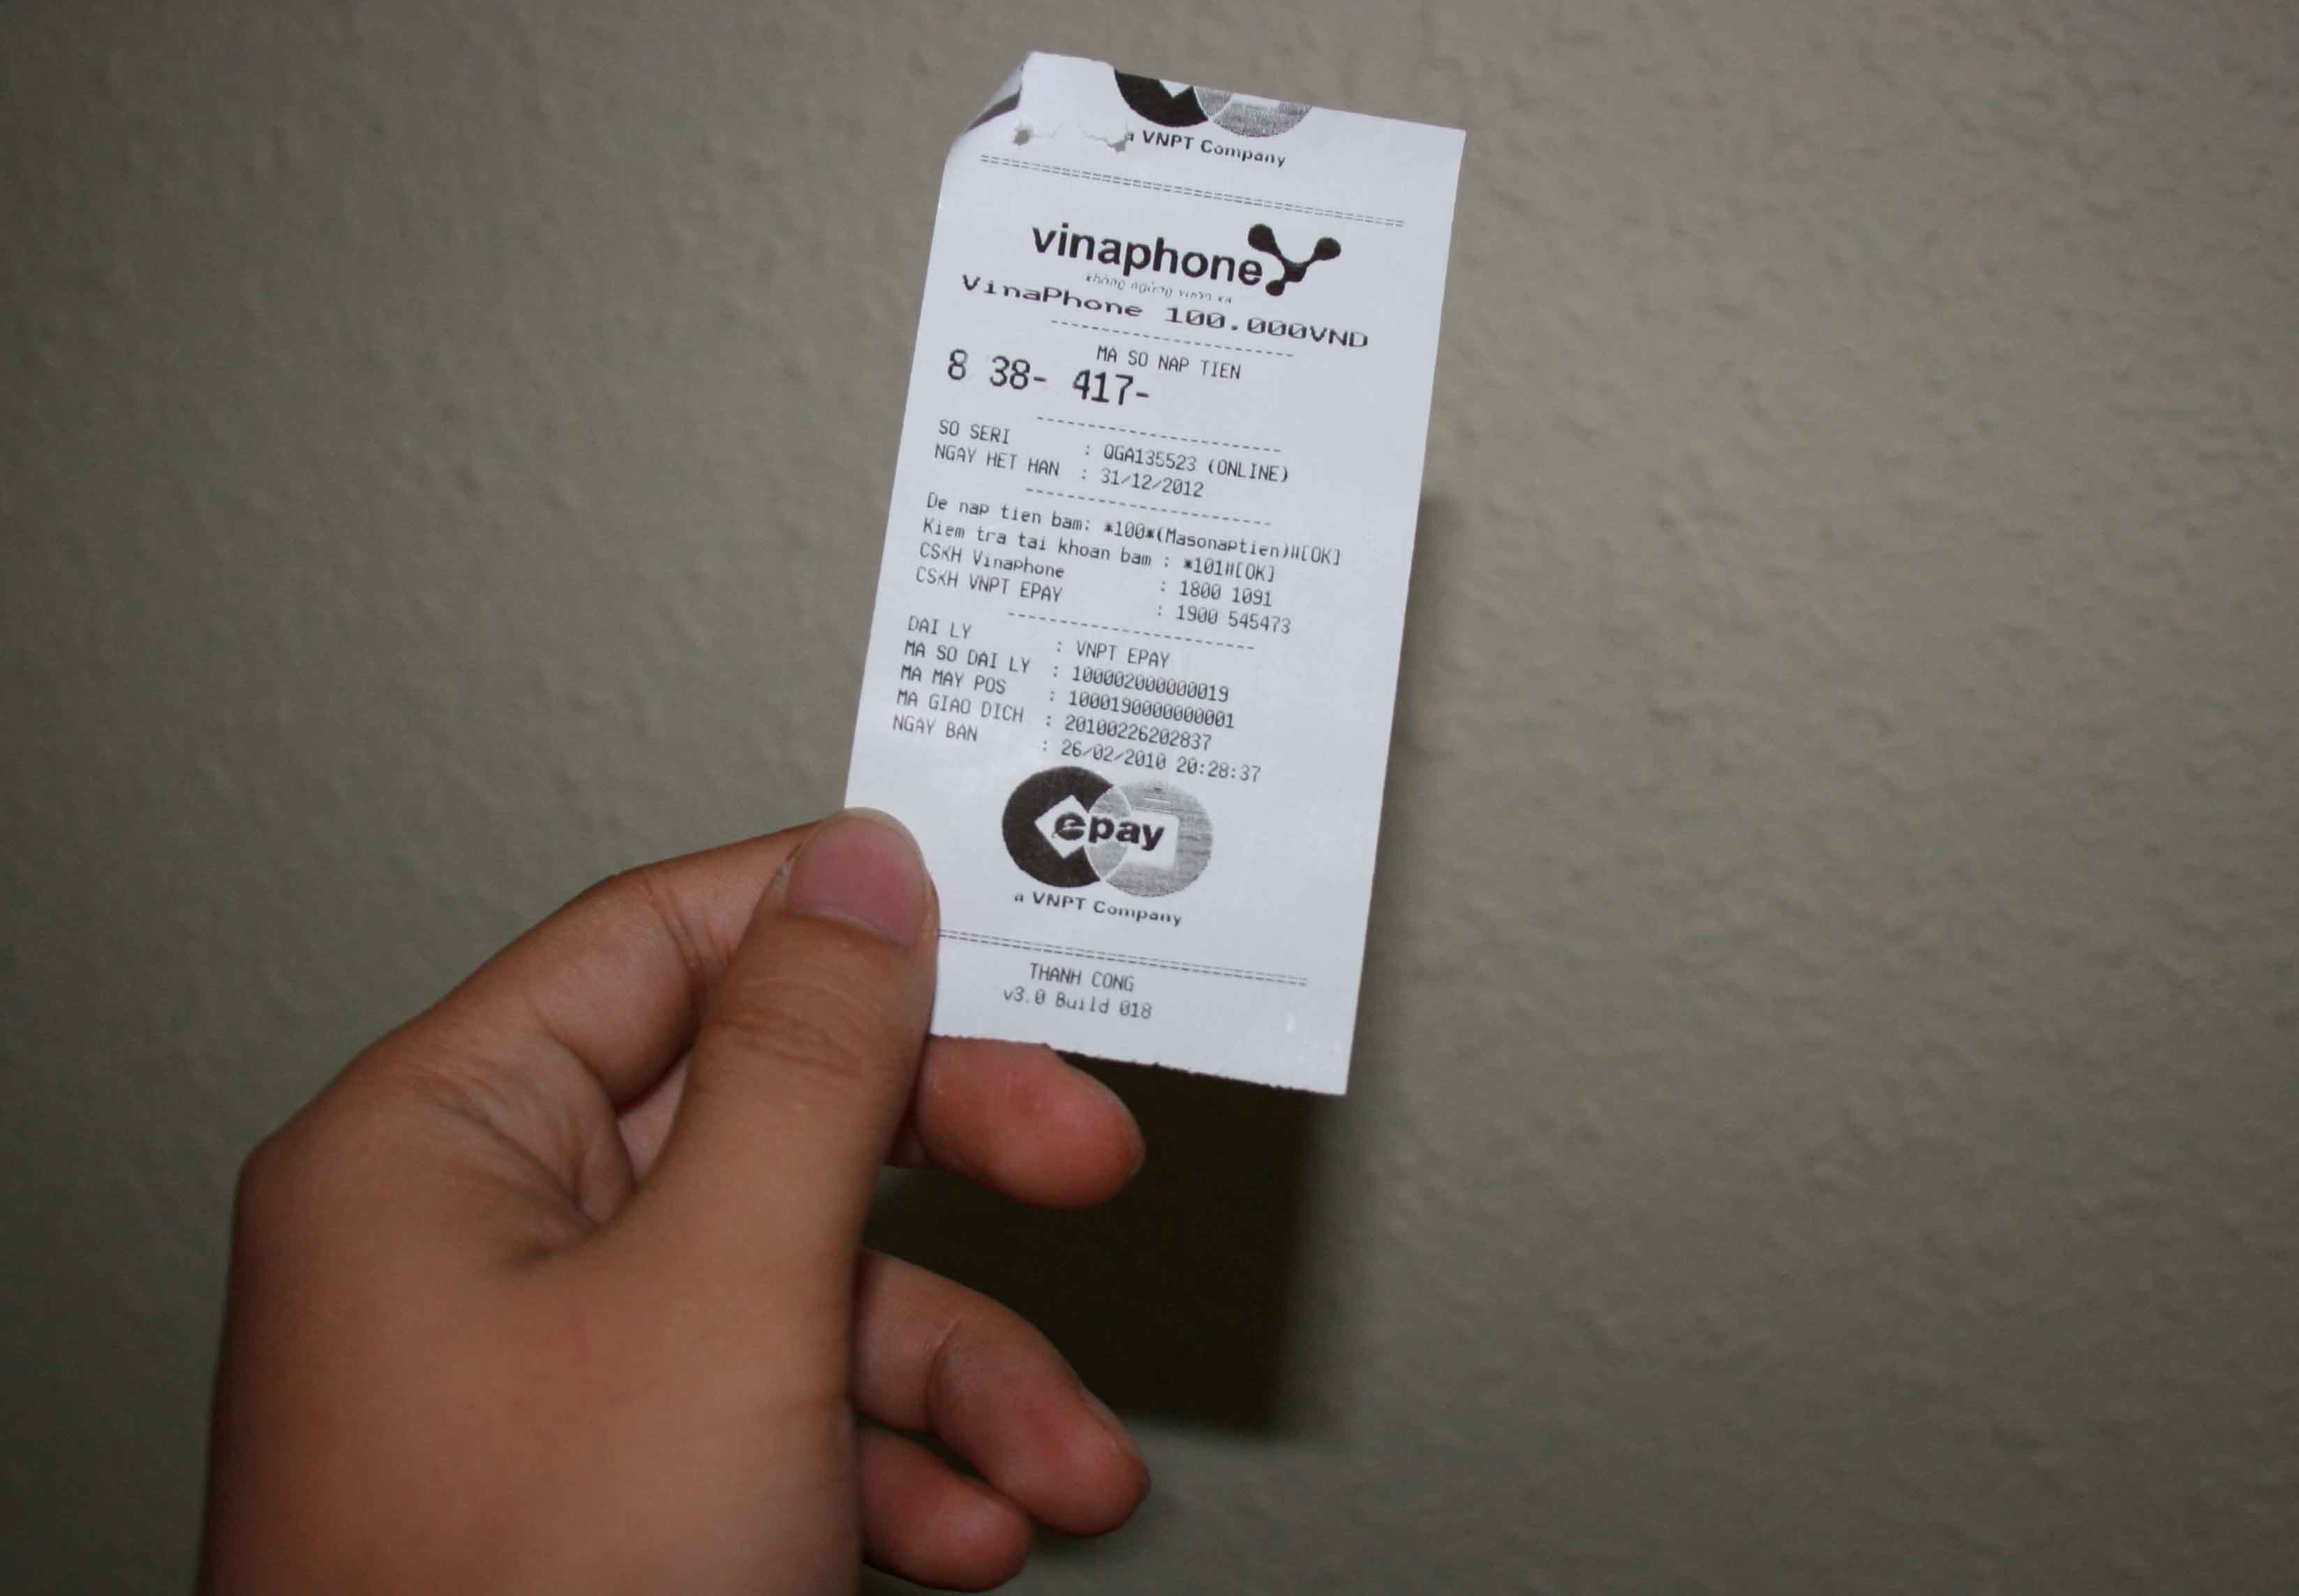 a VNPT Company
vinaphone
không ngừng vươn xa
VinaPhone 100.000VND
MA SO NAP TIEN
8 38- 417-
SO SERI : QGA135523 (ONLINE)
NGAY HET HAN : 31/12/2012
De nap tien bam: *100*(Masonaptien)#[OK]
Kiem tra tai khoan bam : *101#[OK]
CSKH Vinaphone : 1800 1091
CSKH VNPT EPAY : 1900 545473
DAI LY : VNPT EPAY
MA SO DAI LY : 100002000000019
MA MAY POS : 1000190000000001
MA GIAO DICH : 20100226202837
NGAY BAN : 26/02/2010 20:28:37
epay
a VNPT Company
THANH CONG
v3.0 Build 018